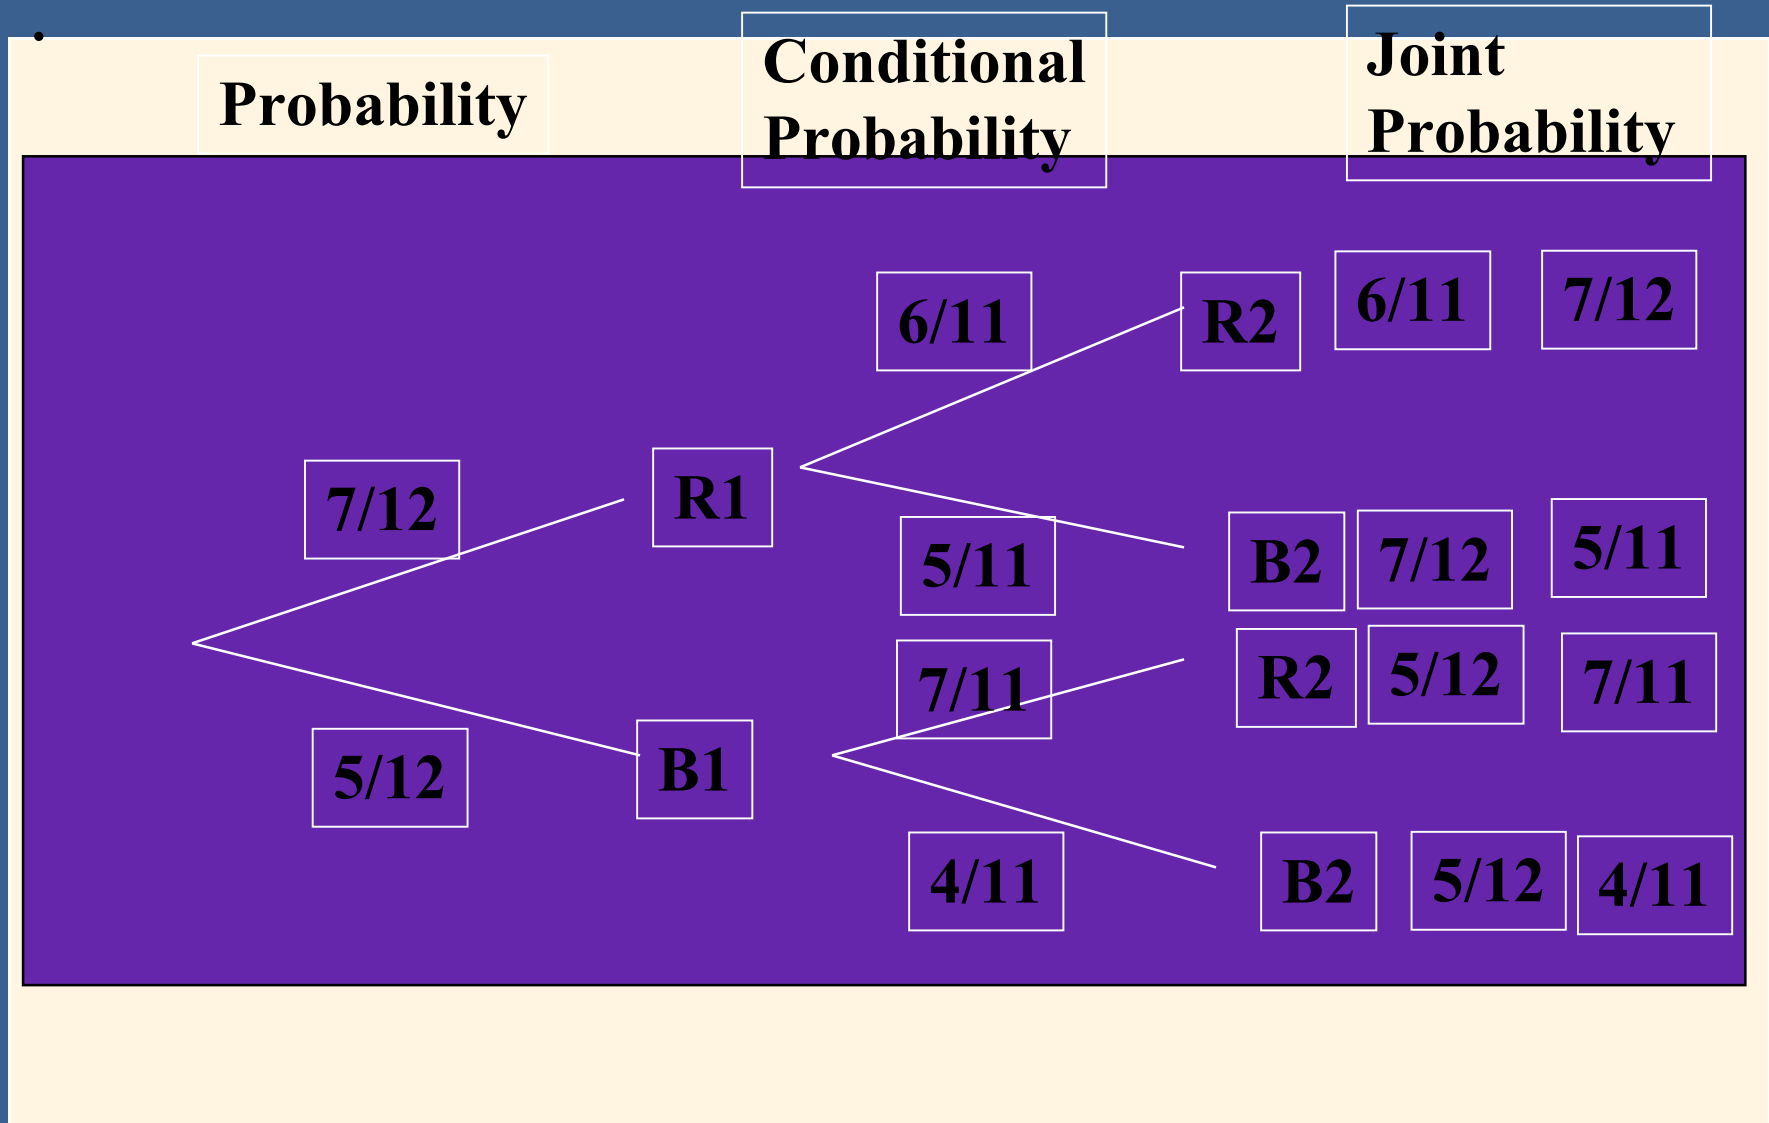 .
Probability
Conditional
Probability
Joint
Probability
6/11
R2
6/11
7/12
7/12
R1
5/11
B2
7/12
5/11
7/11
R2
5/12
7/11
5/12
B1
4/11
B2
5/12
4/11